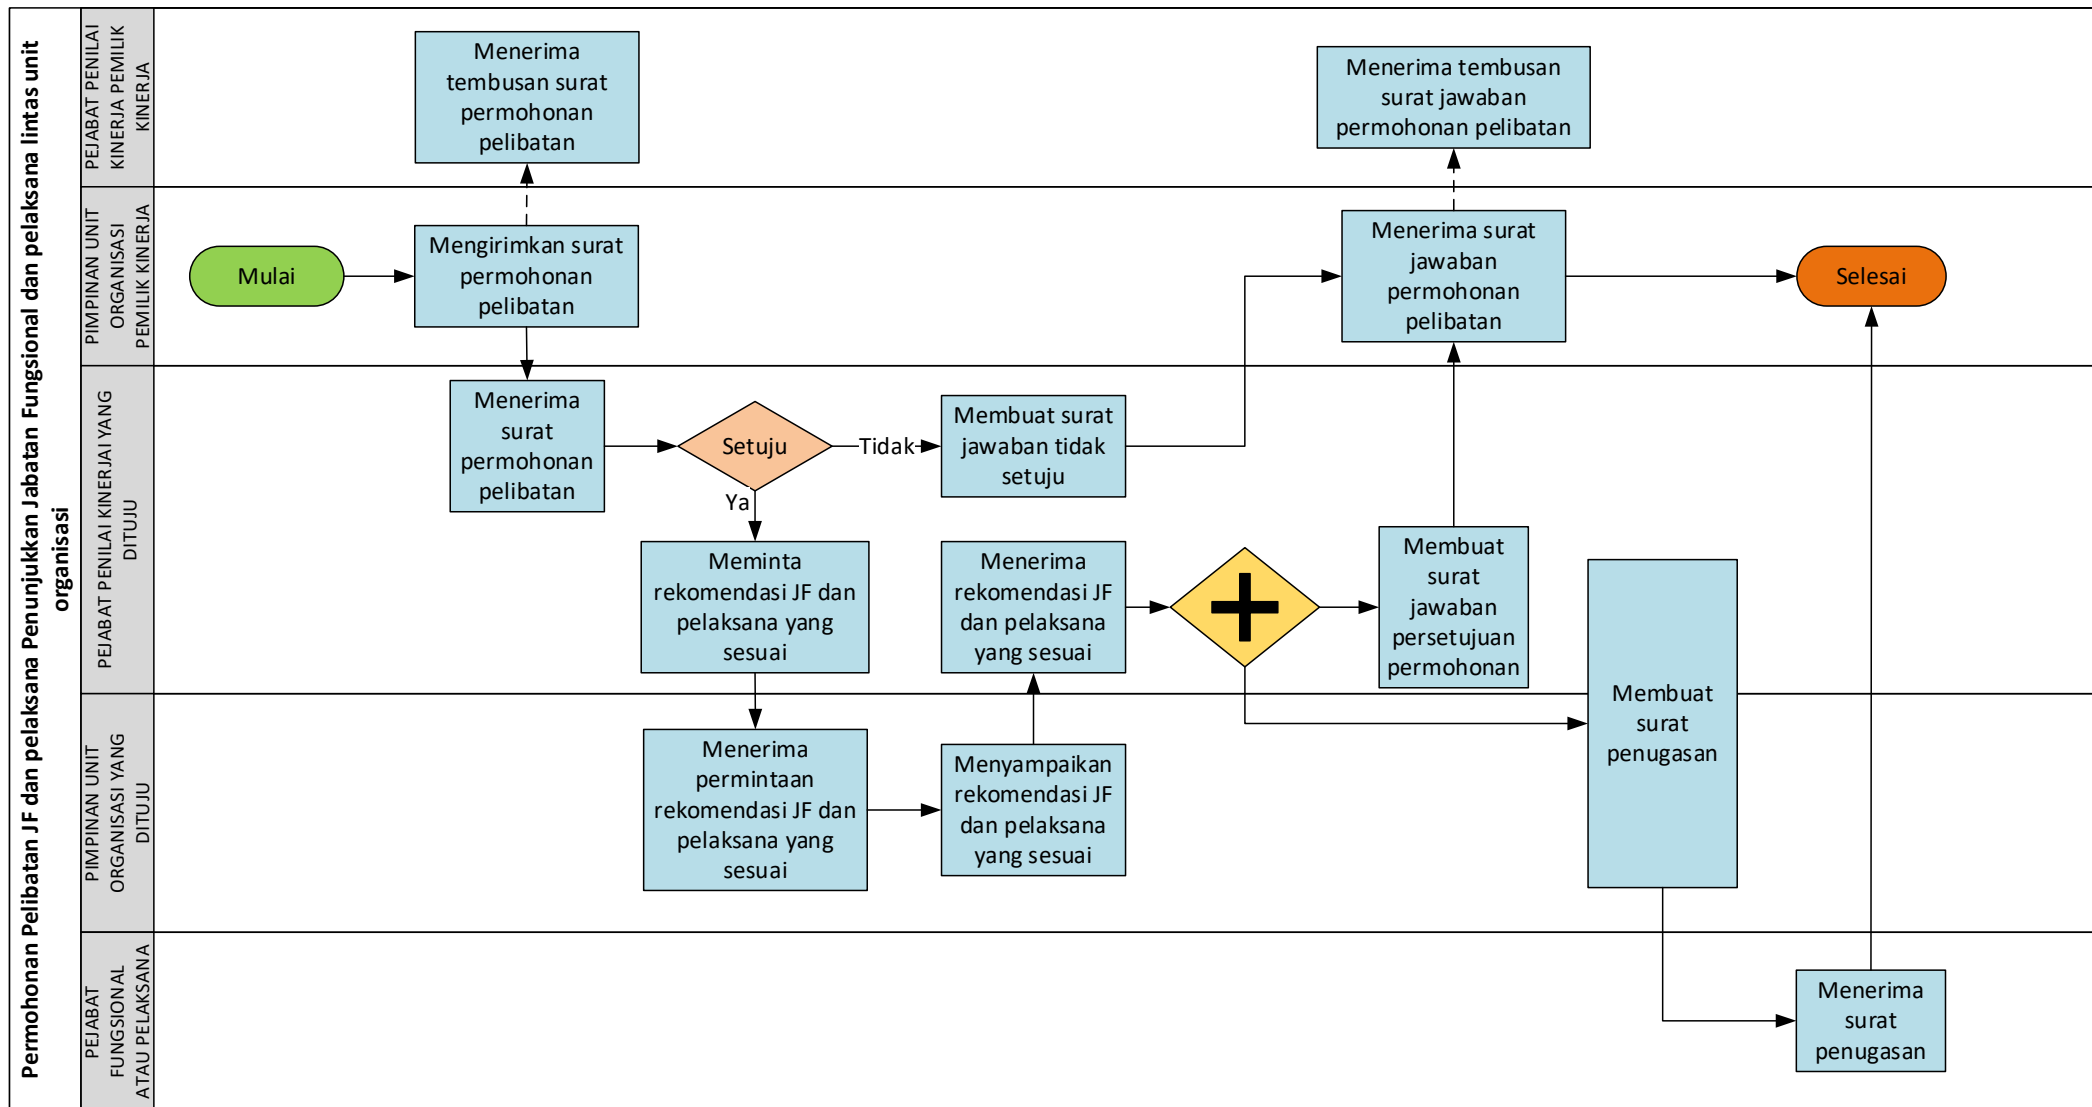 Permohonan Pelibatan JF dan pelaksana Penunjukkan Jabatan Fungsional dan pelaksana lintas unit
organisasi
PEJABAT PENILAI
KINERJA PEMILIK
KINERJA
Menerima
tembusan surat
permohonan
pelibatan
Menerima tembusan
surat jawaban
permohonan pelibatan
PIMPINAN UNIT
ORGANISASI
PEMILIK KINERJA
Mulai
Mengirimkan surat
permohonan
pelibatan
Menerima surat
jawaban
permohonan
pelibatan
Selesai
PEJABAT PENILAI KINERJAI YANG
DITUJU
Menerima
surat
permohonan
pelibatan
Setuju
Tidak
Ya
Membuat surat
jawaban tidak
setuju
Meminta
rekomendasi JF dan
pelaksana yang
sesuai
Menerima
rekomendasi JF
dan pelaksana
yang sesuai
Membuat
surat
jawaban
persetujuan
permohonan
Membuat
surat
penugasan
PIMPINAN UNIT
ORGANISASI YANG
DITUJU
Menerima
permintaan
rekomendasi JF dan
pelaksana yang
sesuai
Menyampaikan
rekomendasi JF
dan pelaksana
yang sesuai
PEJABAT
FUNGSIONAL
ATAU PELAKSANA
Menerima
surat
penugasan